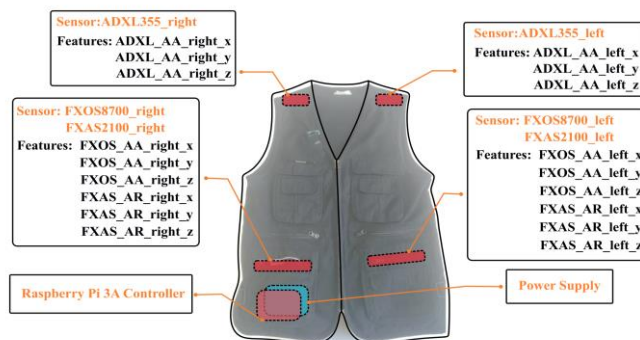 Sensor:ADXL355_right
Features: ADXL_AA_right_x
ADXL_AA_right_y
ADXL_AA_right_z
Sensor:ADXL355_left
Features: ADXL_AA_left_x
ADXL_AA_left_y
ADXL_AA_left_z
Sensor: FXOS8700_right
FXAS2100_right
Features: FXOS_AA_right_x
FXOS_AA_right_y
FXOS_AA_right_z
FXAS_AR_right_x
FXAS_AR_right_y
FXAS_AR_right_z
Sensor: FXOS8700_left
FXAS2100_left
Features: FXOS_AA_left_x
FXOS_AA_left_y
FXOS_AA_left_z
FXAS_AR_left_x
FXAS_AR_left_y
FXAS_AR_left_z
Raspberry Pi 3A Controller
Power Supply